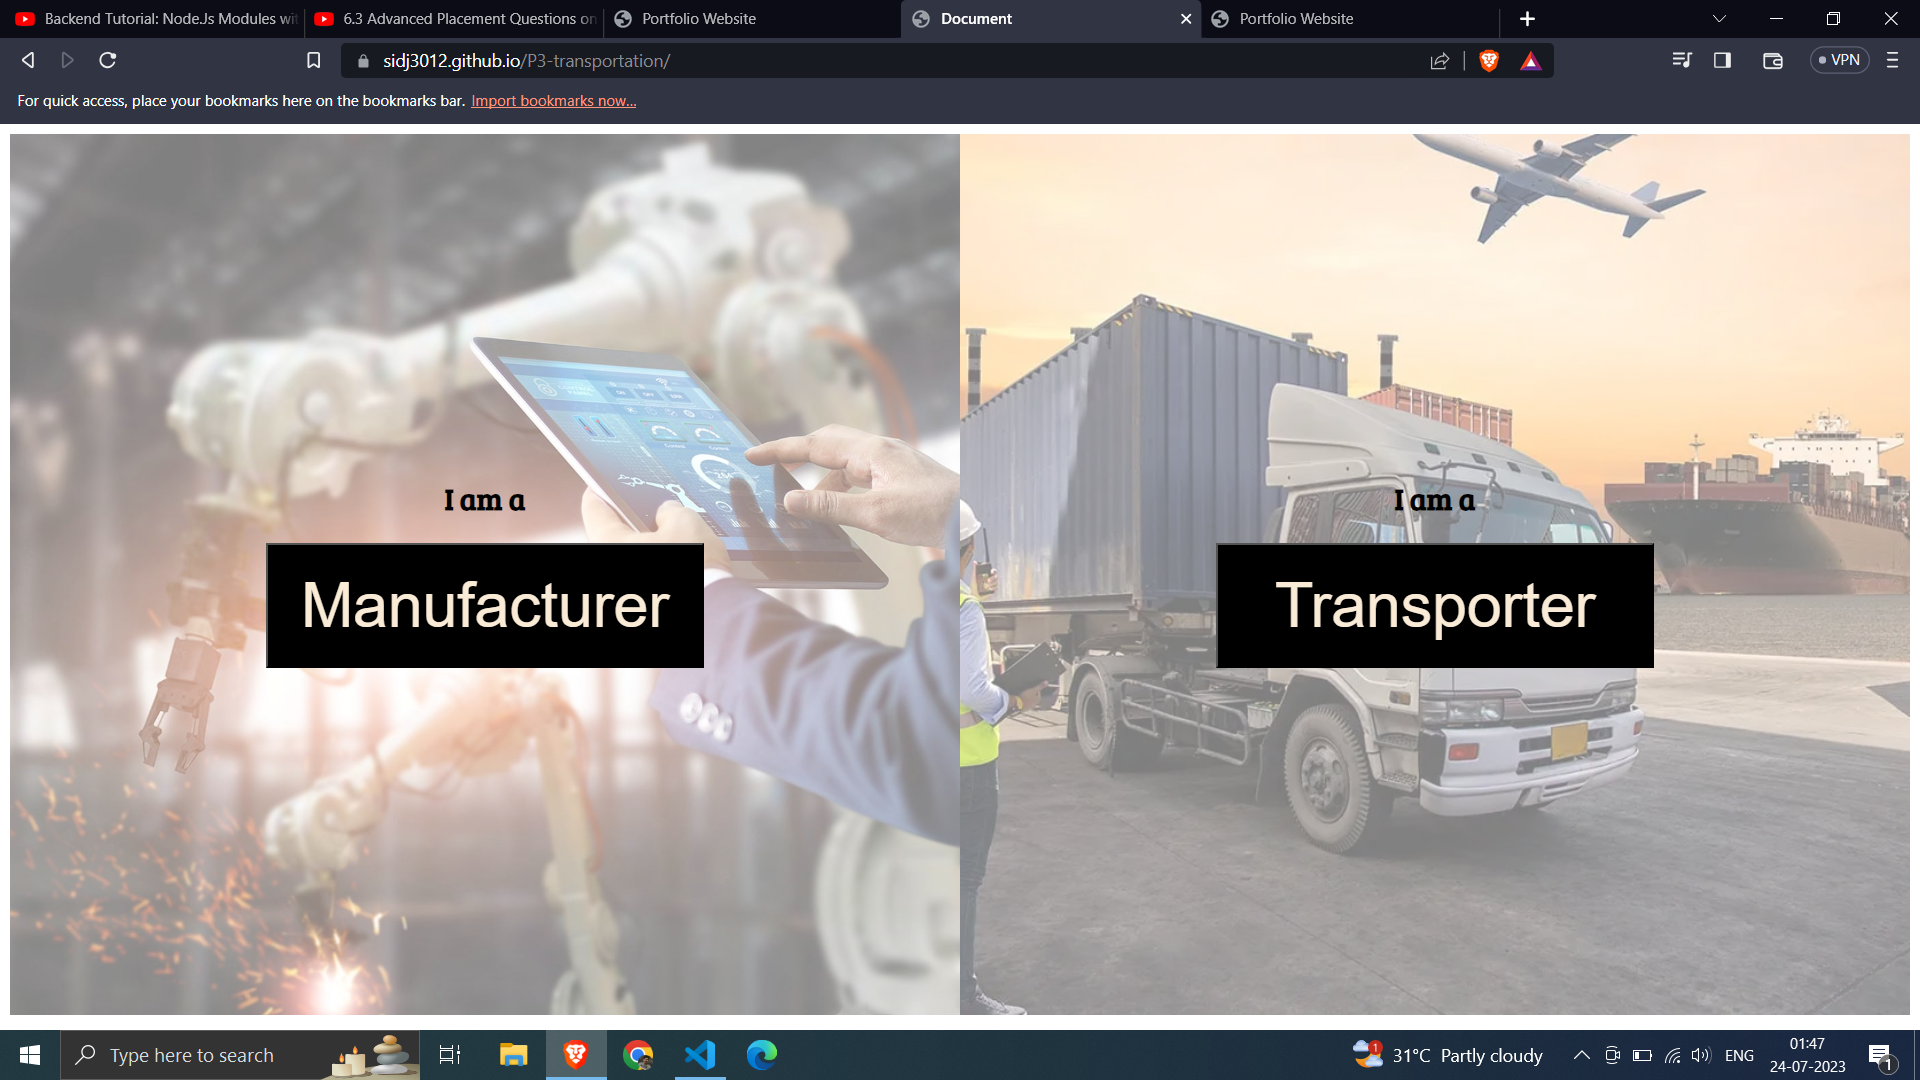 Backend Tutorial: Node.Js Modules wit
6.3 Advanced Placement Questions on
Portfolio Website
Document
Portfolio Website
sidj3012.github.io/P3-transportation/
VPN
For quick access, place your bookmarks here on the bookmarks bar. Import bookmarks now...
I am a
Manufacturer
I am a
Transporter
Type here to search
1
31°C Partly cloudy
ENG
01:47
24-07-2023
1